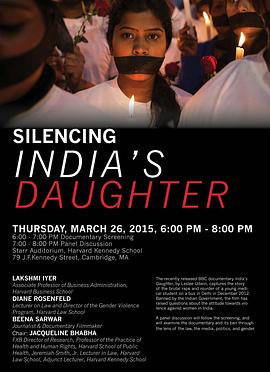 SILENCING
INDIA'S
DAUGHTER
THURSDAY, MARCH 26, 2015, 6:00 PM - 8:00 PM
6:00 - 7:00 PM Documentary Screening
7:00 - 8:00 PM Panel Discussion
Starr Auditorium, Harvard Kennedy School
79 J.F.Kennedy Street, Cambridge, MA
LAKSHMI IYER
Associate Professor of Business Administration,
Harvard Business School
DIANE ROSENFELD
Lecturer on Law and Director of the Gender Violence
Program, Harvard Law School
BEENA SARWAR
Journalist & Documentary Filmmaker
Chair: JACQUELINE BHABHA
FXB Director of Research, Professor of the Practice of
Health and Human Rights, Harvard School of Public
Health, Jeremiah Smith, Jr. Lecturer in Law, Harvard
Law School, Adjunct Lecturer, Harvard Kennedy School
The recently released BBC documentary India's
Daughter, by Leslee Udwin, captures the story
of the brutal rape and murder of a young medi-
cal student on a bus in Delhi in December 2012.
Banned by the Indian Government, the film has
raised questions about the attitude towards vio-
lence against women in India.
A panel discussion will follow the screening, and
will examine the documentary and its ban through
the lens of the law, the media, politics, and gender.